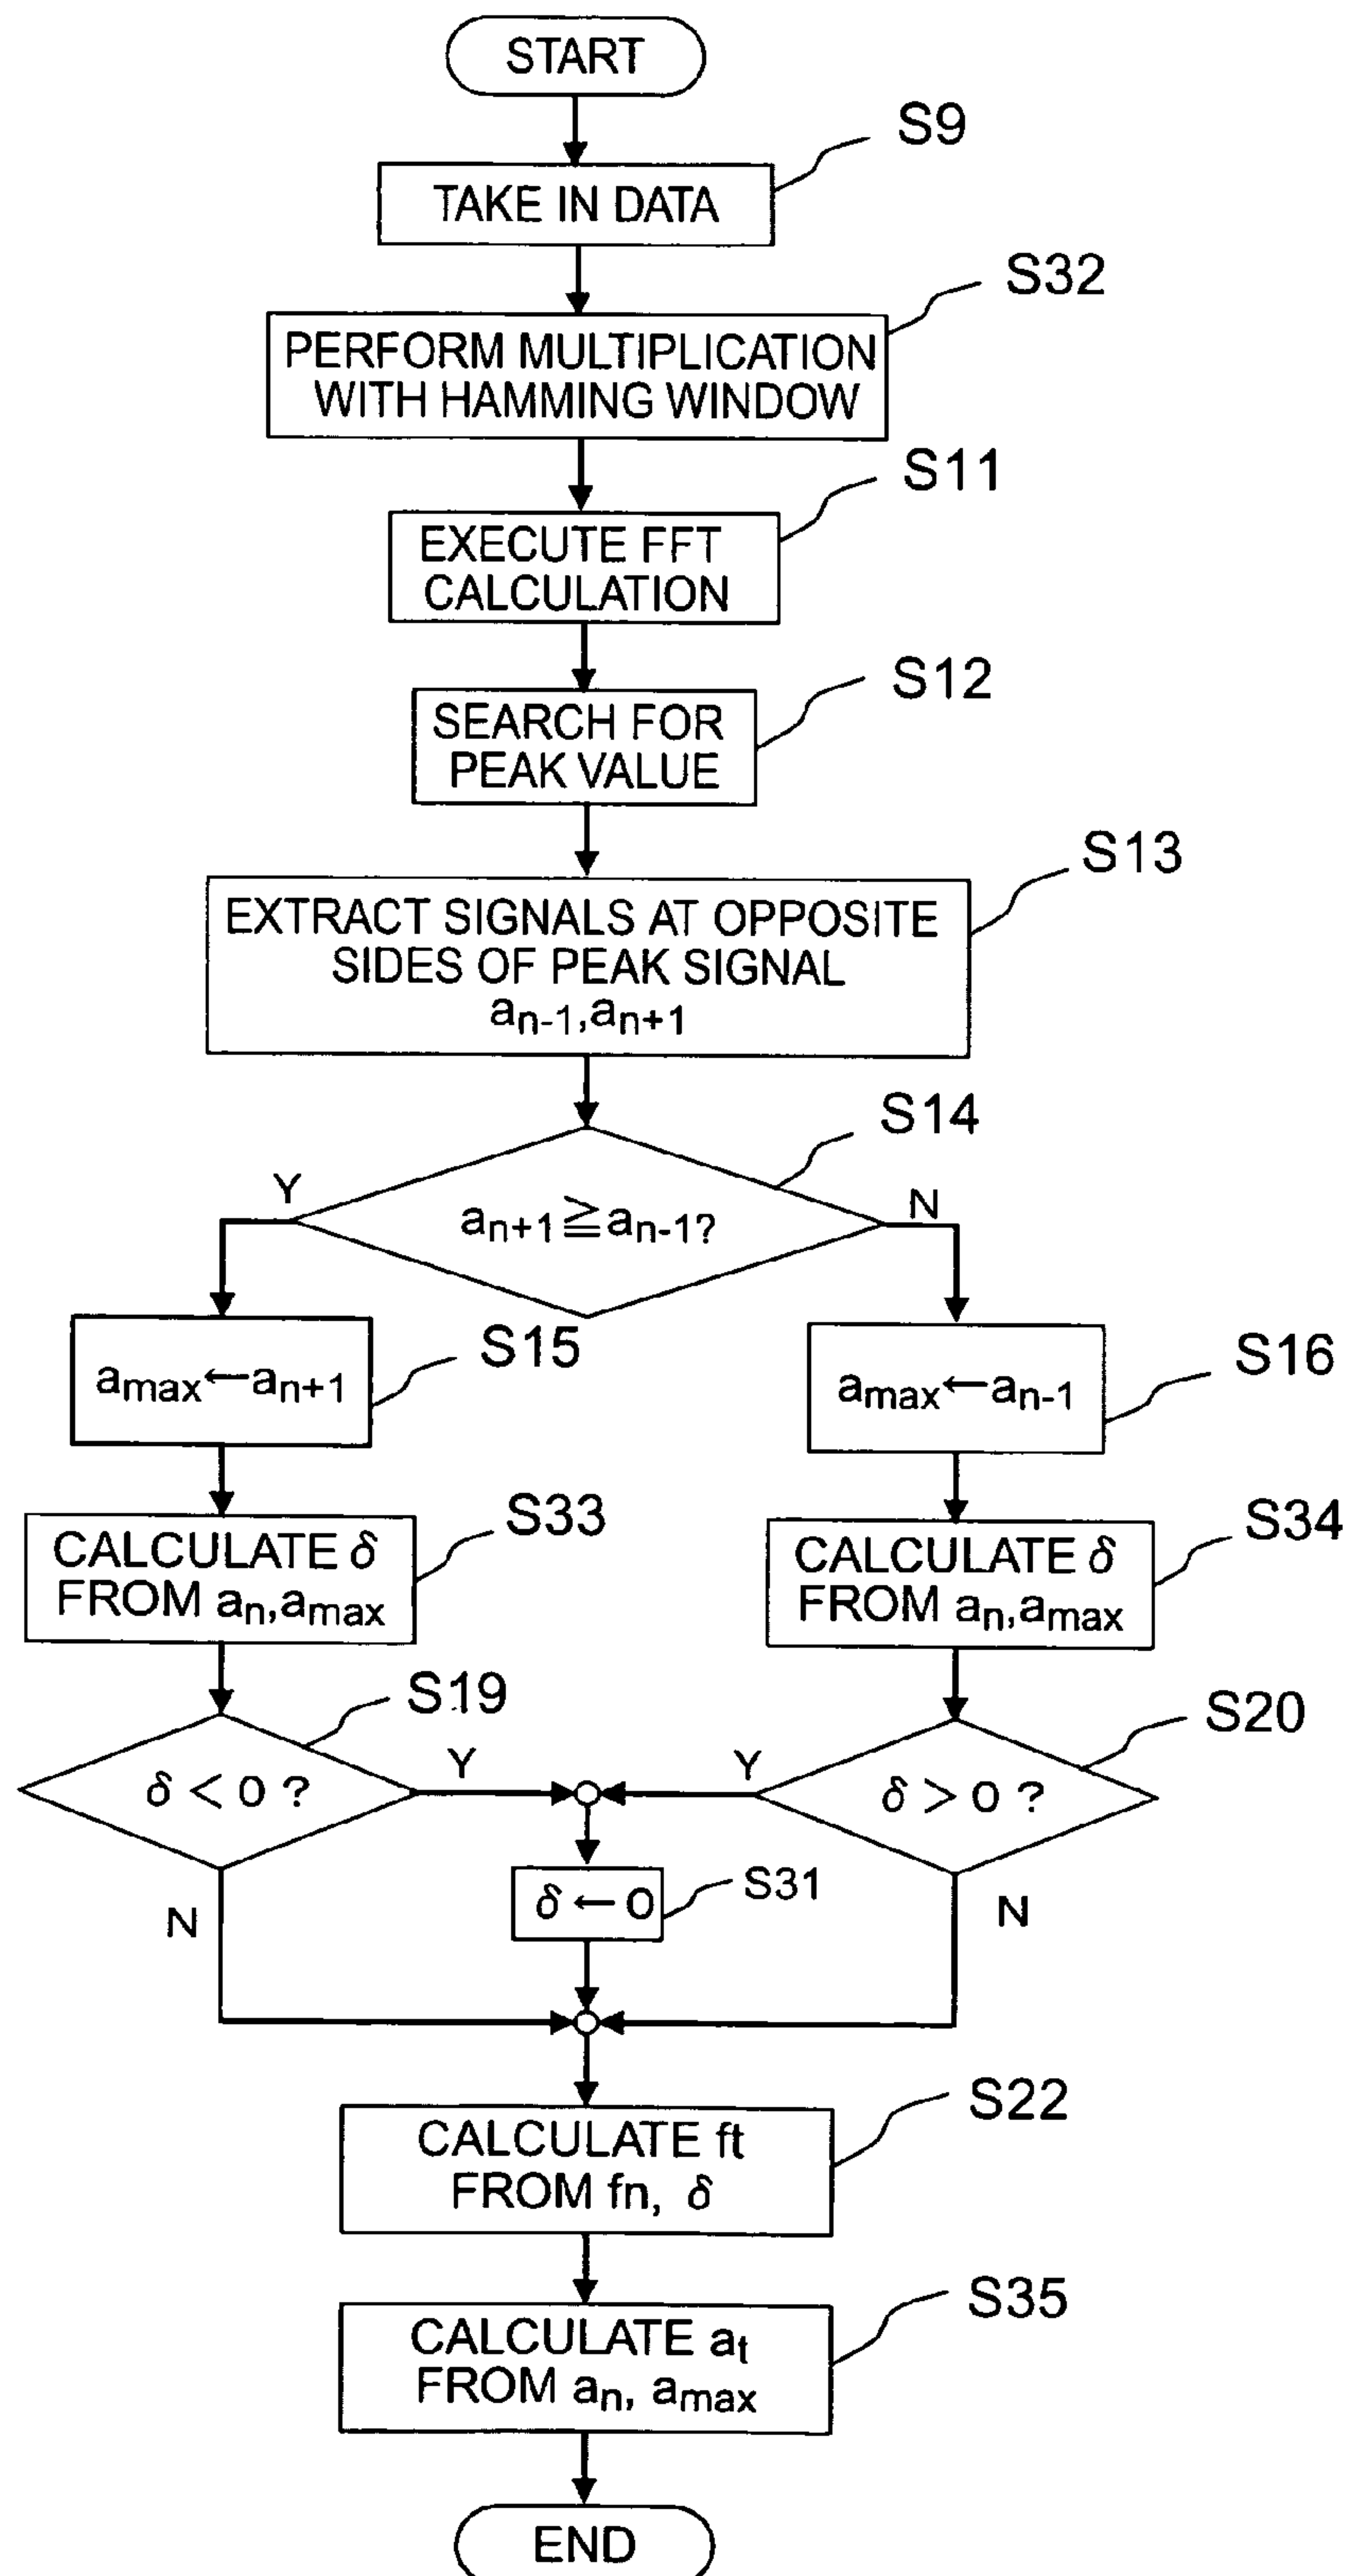 START
S9
TAKE IN DATA
S32
PERFORM MULTIPLICATION
WITH HAMMING WINDOW
S11
EXECUTE FFT
CALCULATION
S12
SEARCH FOR
PEAK VALUE
S13
EXTRACT SIGNALS AT OPPOSITE
SIDES OF PEAK SIGNAL
an-1,an+1
S14
Y
an+1≧an-1?
N
S15
amax←an+1
S16
amax←an-1
S33
CALCULATE δ
FROM an,amax
S34
CALCULATE δ
FROM an,amax
S19
δ < 0 ?
Y
N
S20
δ > 0 ?
Y
N
S31
δ ← 0
S22
CALCULATE ft
FROM fn, δ
S35
CALCULATE at
FROM an, amax
END